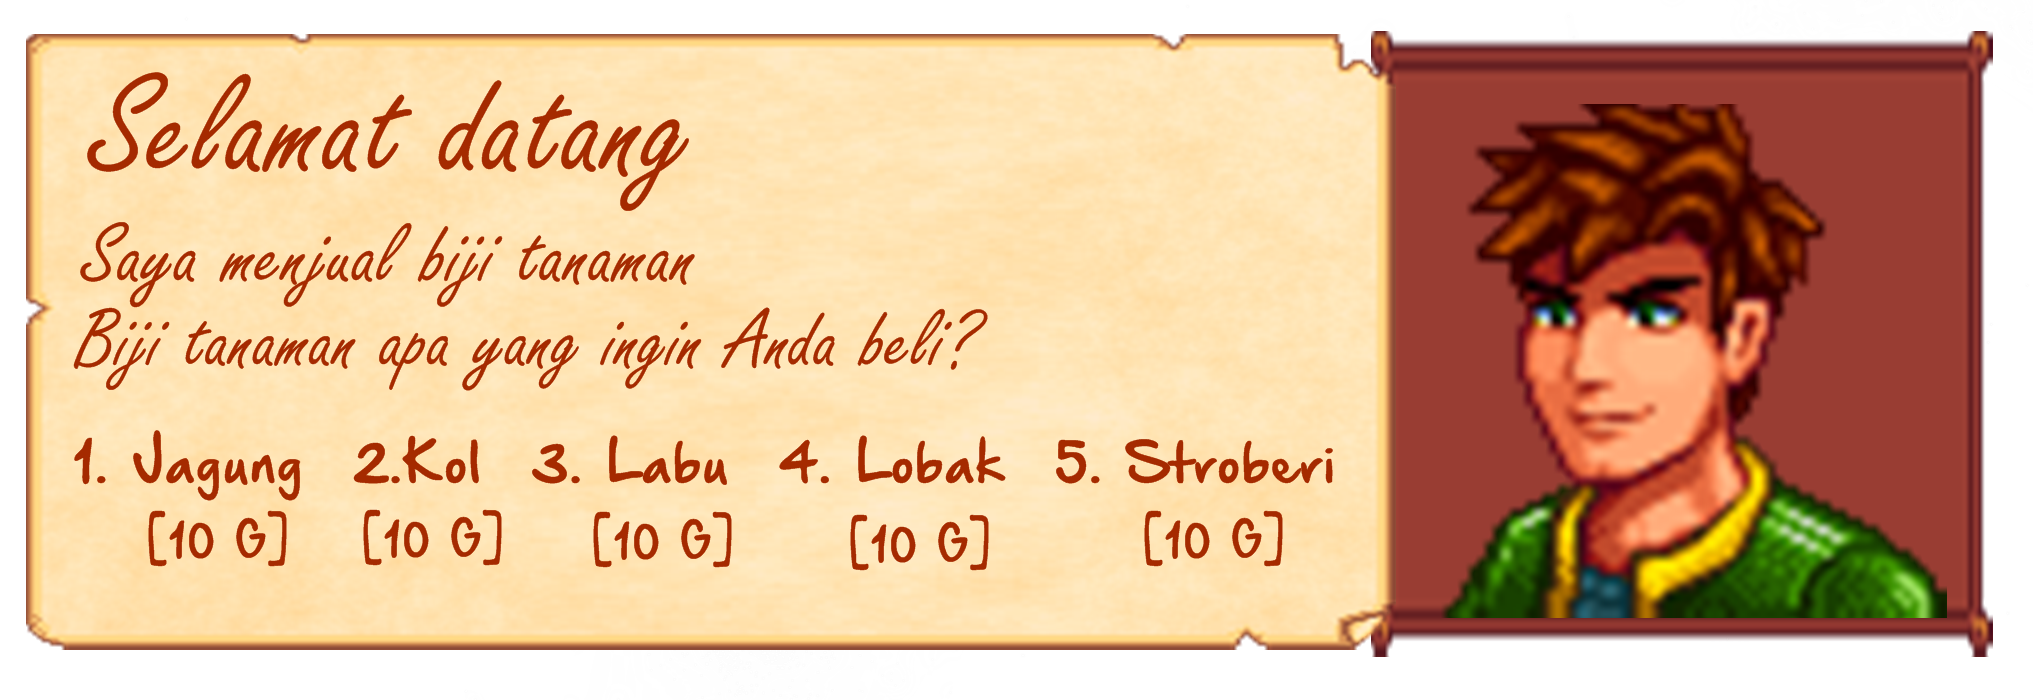 Selamat datang
Saya menjual biji tanaman
Biji tanaman apa yang ingin Anda beli?
1. Jagung 2.Kol 3. Labu 4. Lobak 5. Stroberi
[10 G] [10 G] [10 G] [10 G] [10 G]